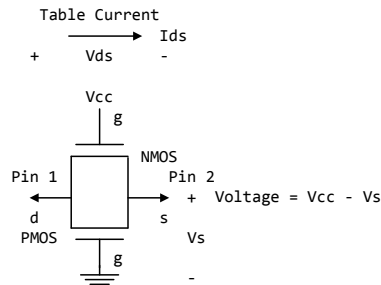 Table Current
Ids
+ Vds -
Vcc
g
NMOS
Pin 1 Pin 2
+ Voltage = Vcc - Vs
d s
PMOS Vs
g
-